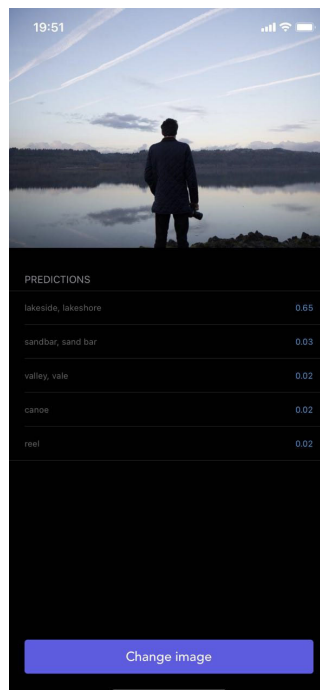 19:51
PREDICTIONS
lakeside, lakeshore 0.65
sandbar, sand bar 0.03
valley, vale 0.02
canoe 0.02
reel 0.02
Change image